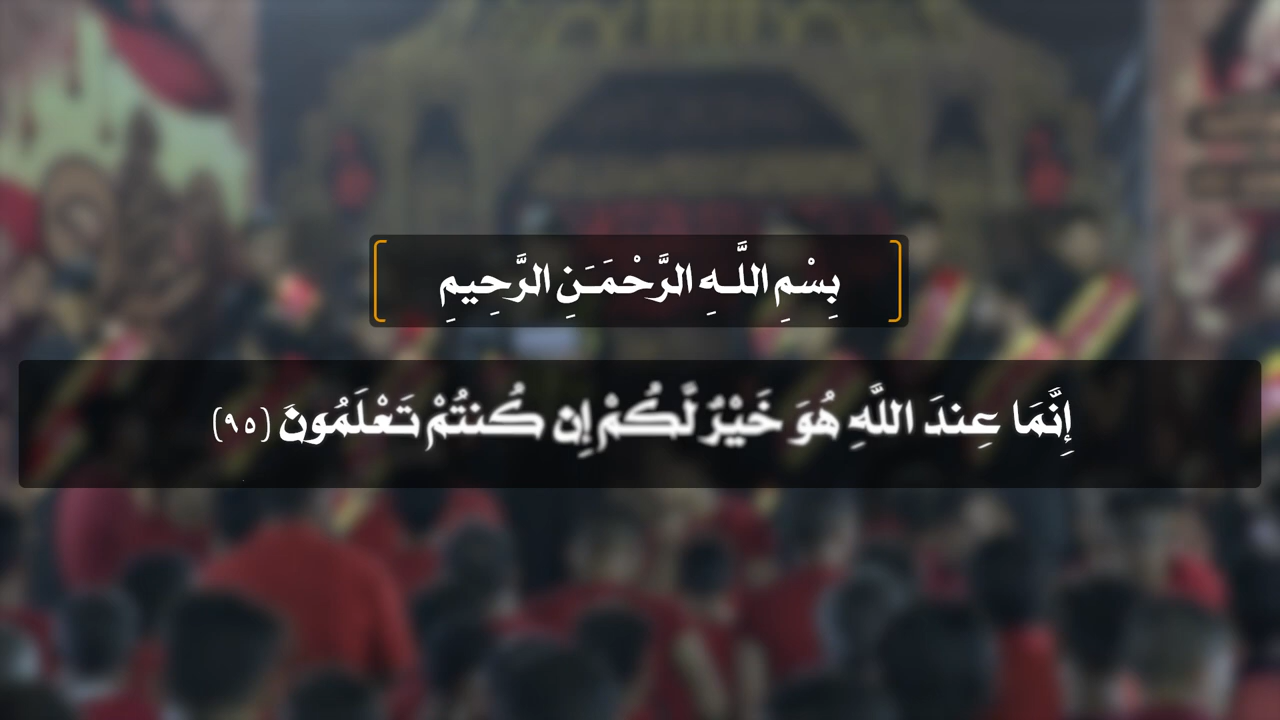 بِسْمِ اللَّـهِ الرَّحْمَـٰنِ الرَّحِيمِ
إِنَّمَا عِندَ اللَّهِ هُوَ خَيْرٌ لَّكُمْ إِن كُنتُمْ تَعْلَمُونَ (٩٥)